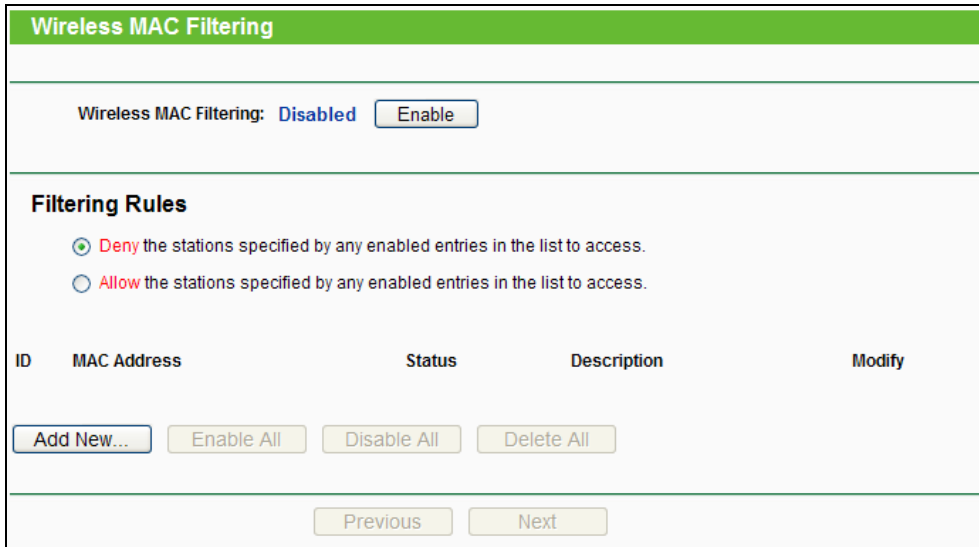 Wireless MAC Filtering
Wireless MAC Filtering: Disabled Enable
Filtering Rules
Deny the stations specified by any enabled entries in the list to access.
Allow the stations specified by any enabled entries in the list to access.
ID MAC Address Status Description Modify
Add New... Enable All Disable All Delete All
Previous Next